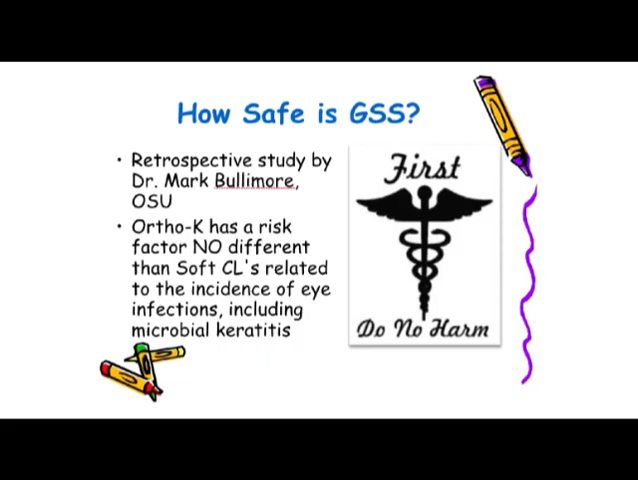 How Safe is GSS?
• Retrospective study by
Dr. Mark Bullimore,
OSU
• Ortho-K has a risk
factor NO different
than Soft CL's related
to the incidence of eye
infections, including
microbial keratitis
First
Do No Harm